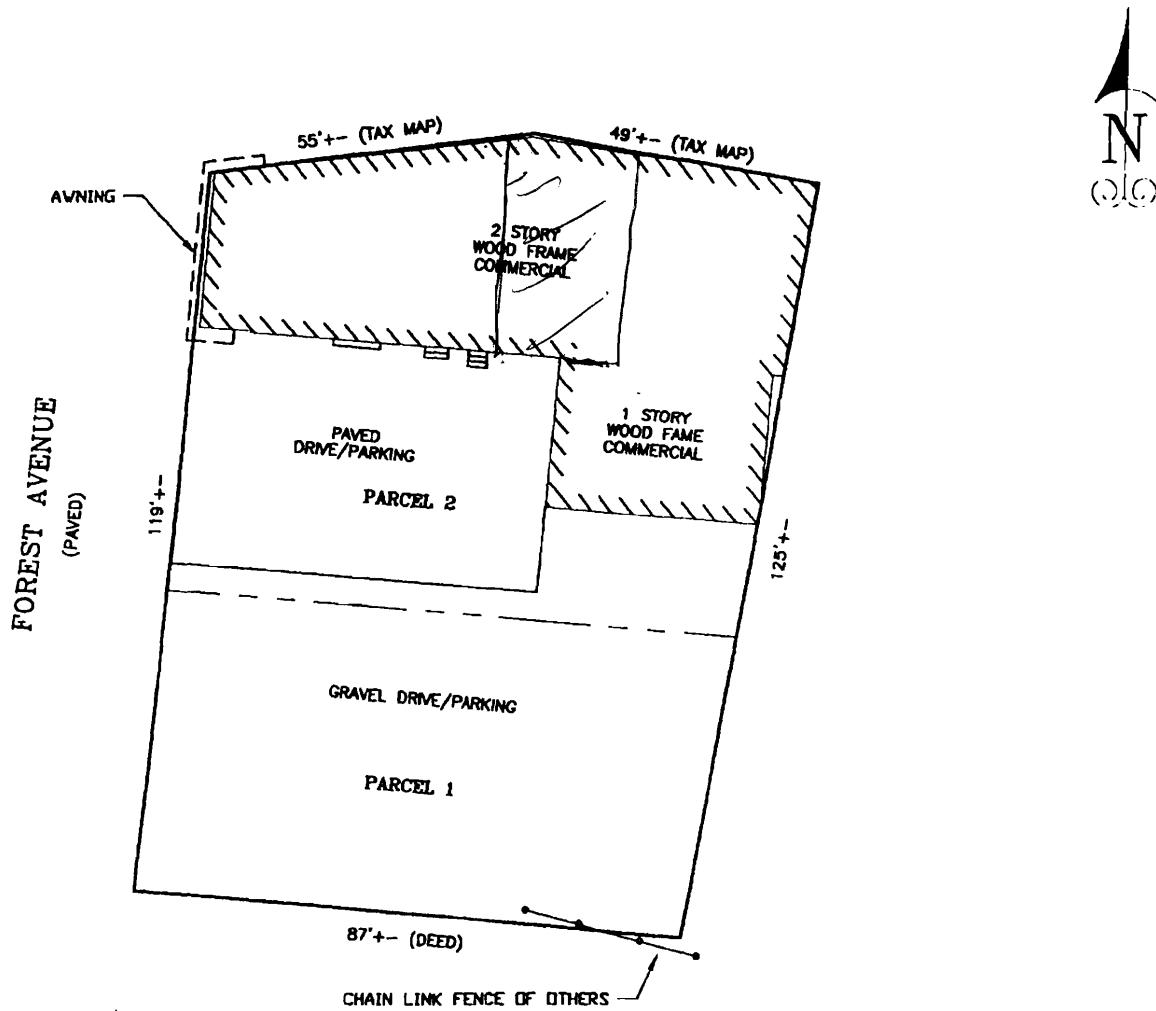 55'+- (TAX MAP)
49'+- (TAX MAP)
N
AWNING
2 STORY
WOOD FRAME
COMMERCIAL
1 STORY
WOOD FAME
COMMERCIAL
PAVED
DRIVE/PARKING
PARCEL 2
FOREST AVENUE
(PAVED)
119'+-
125'+-
GRAVEL DRIVE/PARKING
PARCEL 1
87'+- (DEED)
CHAIN LINK FENCE OF OTHERS